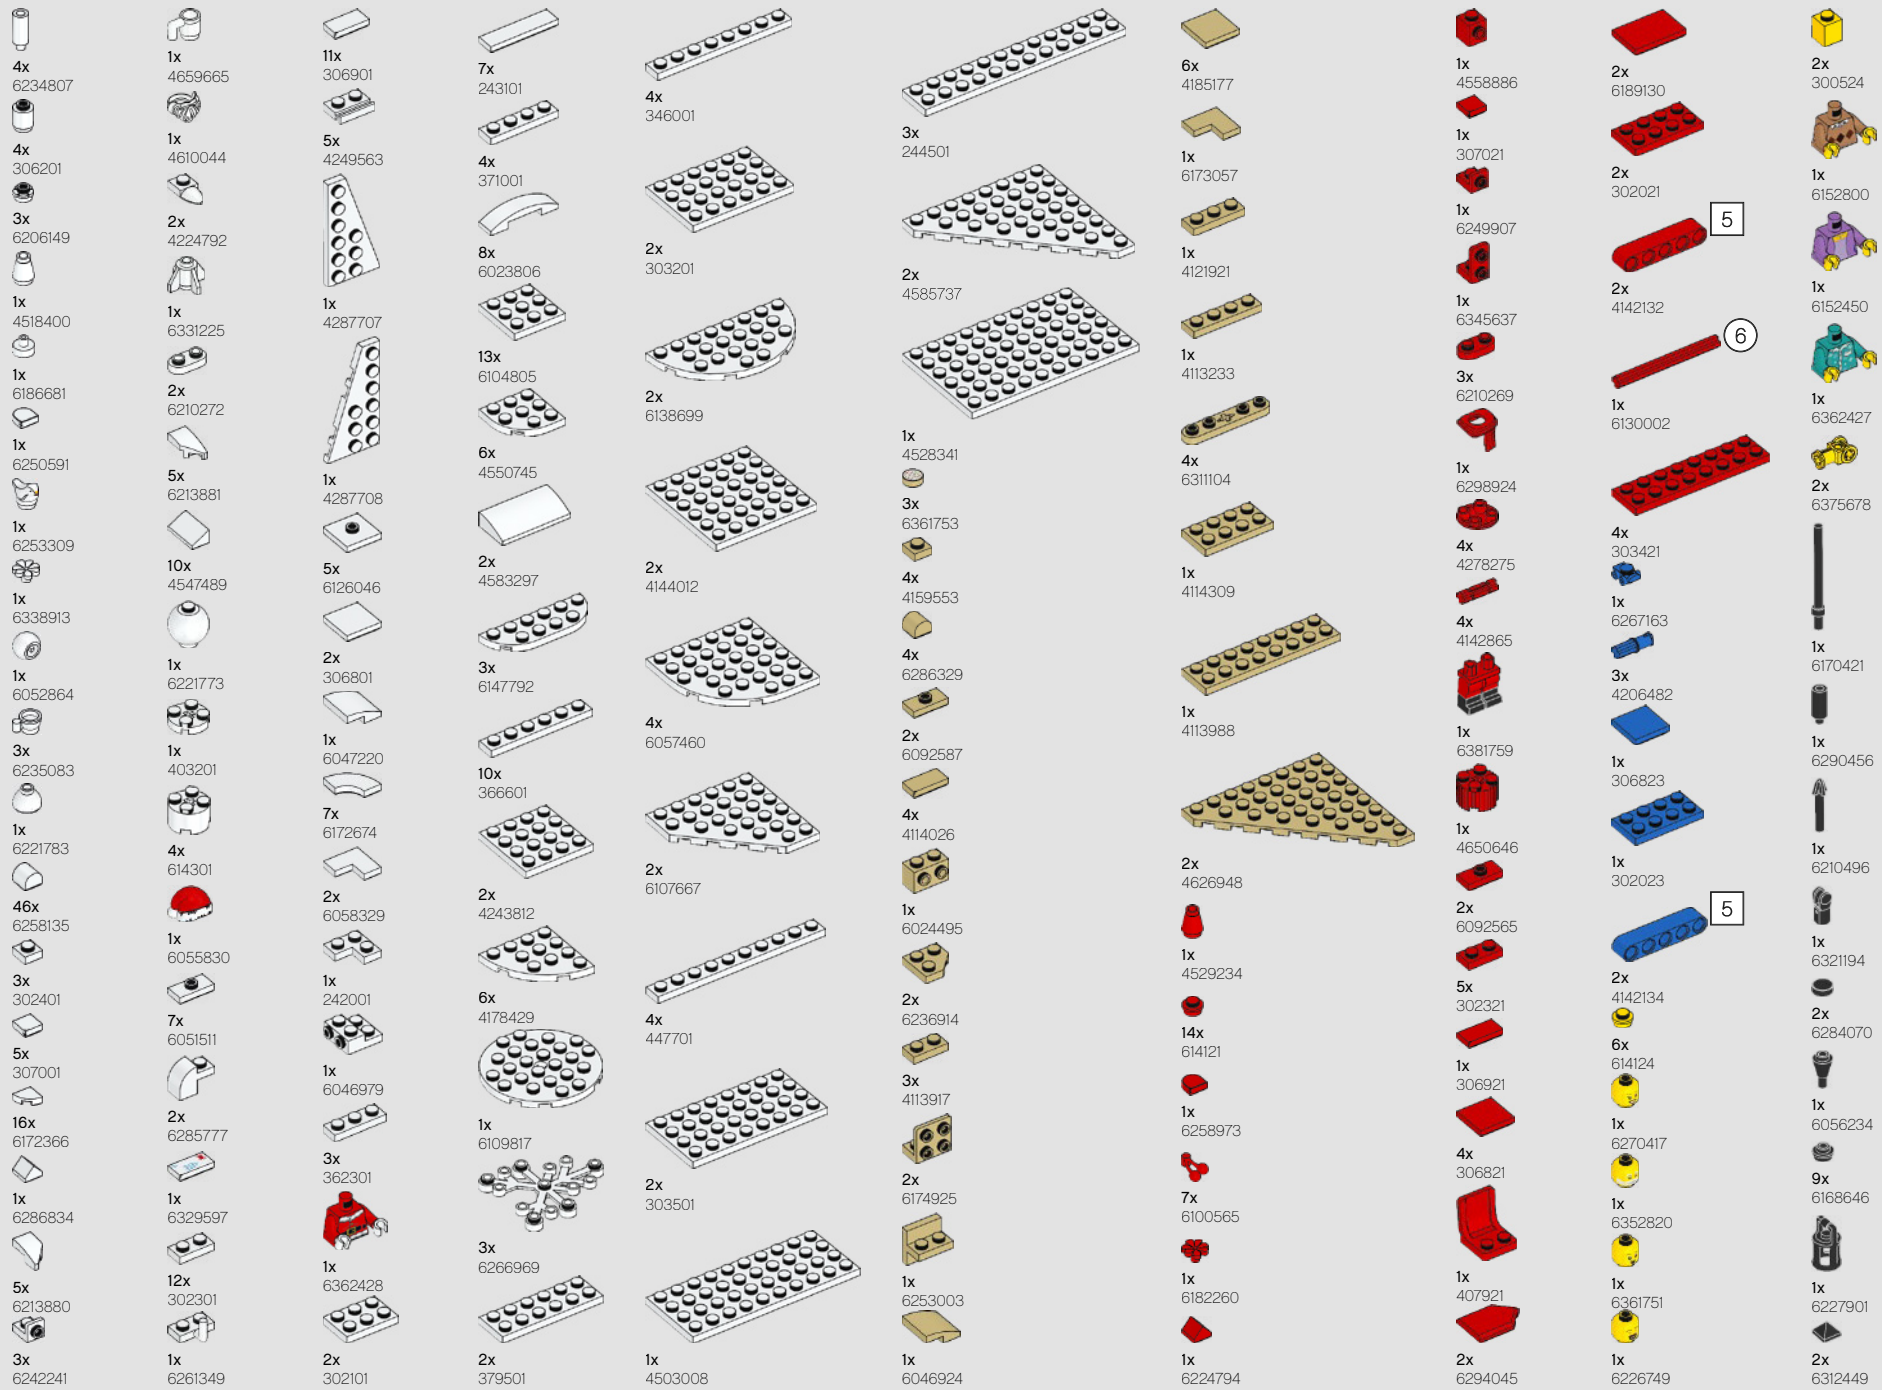 4x
6234807
4x
306201
3x
6206149
1x
4518400
1x
6186681
1x
6250591
1x
6253309
1x
6338913
1x
6052864
3x
6235083
1x
6221783
46x
6258135
3x
302401
5x
307001
16x
6172366
1x
6286834
5x
6213880
3x
6242241
1x
4659665
1x
4610044
2x
4224792
1x
6331225
2x
6210272
5x
6213881
10x
4547489
1x
6221773
1x
403201
4x
614301
1x
6055830
7x
6051511
2x
6285777
1x
6329597
12x
302301
1x
6261349
11x
306901
5x
4249563
1x
4287707
1x
4287708
5x
6126046
2x
306801
1x
6047220
7x
6172674
2x
6058329
1x
242001
1x
6046979
3x
362301
1x
6362428
2x
302101
7x
243101
4x
371001
8x
6023806
13x
6104805
6x
4550745
2x
4583297
3x
6147792
10x
366601
2x
4243812
6x
4178429
1x
6109817
3x
6266969
2x
379501
4x
346001
2x
303201
2x
6138699
2x
4144012
4x
6057460
2x
6107667
4x
447701
2x
303501
1x
4503008
3x
244501
2x
4585737
1x
4528341
3x
6361753
4x
4159553
4x
6286329
2x
6092587
4x
4114026
1x
6024495
2x
6236914
3x
4113917
2x
6174925
1x
6253003
1x
6046924
6x
4185177
1x
6173057
1x
4121921
1x
4113233
4x
6311104
1x
4114309
1x
4113988
2x
4626948
1x
4529234
14x
614121
1x
6258973
7x
6100565
1x
6182260
1x
6224794
1x
4558886
1x
307021
1x
6249907
1x
6345637
3x
6210269
1x
6298924
4x
4278275
4x
4142865
1x
6381759
1x
4650646
2x
6092565
5x
302321
1x
306921
4x
306821
1x
407921
2x
6294045
2x
6189130
2x
302021
5
2x
4142132
6
1x
6130002
4x
303421
1x
6267163
3x
4206482
1x
306823
1x
302023
5
2x
4142134
6x
614124
1x
6270417
1x
6352820
1x
6361751
1x
6226749
2x
300524
1x
6152800
1x
6152450
1x
6362427
2x
6375678
1x
6170421
1x
6290456
1x
6210496
1x
6321194
2x
6284070
1x
6056234
9x
6168646
1x
6227901
2x
6312449